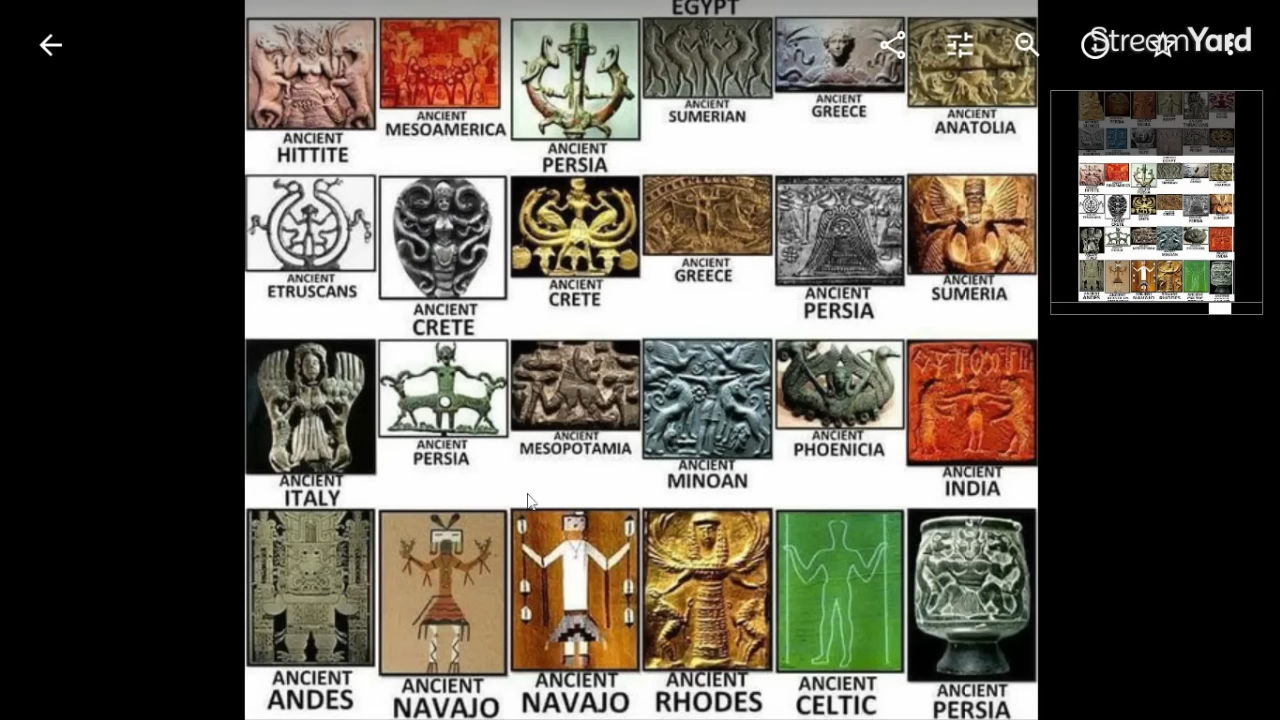 EGYPT
StreamYard
ANCIENT
HITTITE
ANCIENT
MESOAMERICA
ANCIENT
PERSIA
ANCIENT
SUMERIAN
ANCIENT
GREECE
ANCIENT
ANATOLIA
ANCIENT
ETRUSCANS
ANCIENT
CRETE
ANCIENT
CRETE
ANCIENT
GREECE
ANCIENT
PERSIA
ANCIENT
SUMERIA
ANCIENT
ITALY
ANCIENT
PERSIA
ANCIENT
MESOPOTAMIA
ANCIENT
MINOAN
ANCIENT
PHOENICIA
ANCIENT
INDIA
ANCIENT
ANDES
ANCIENT
NAVAJO
ANCIENT
NAVAJO
ANCIENT
RHODES
ANCIENT
CELTIC
ANCIENT
PERSIA